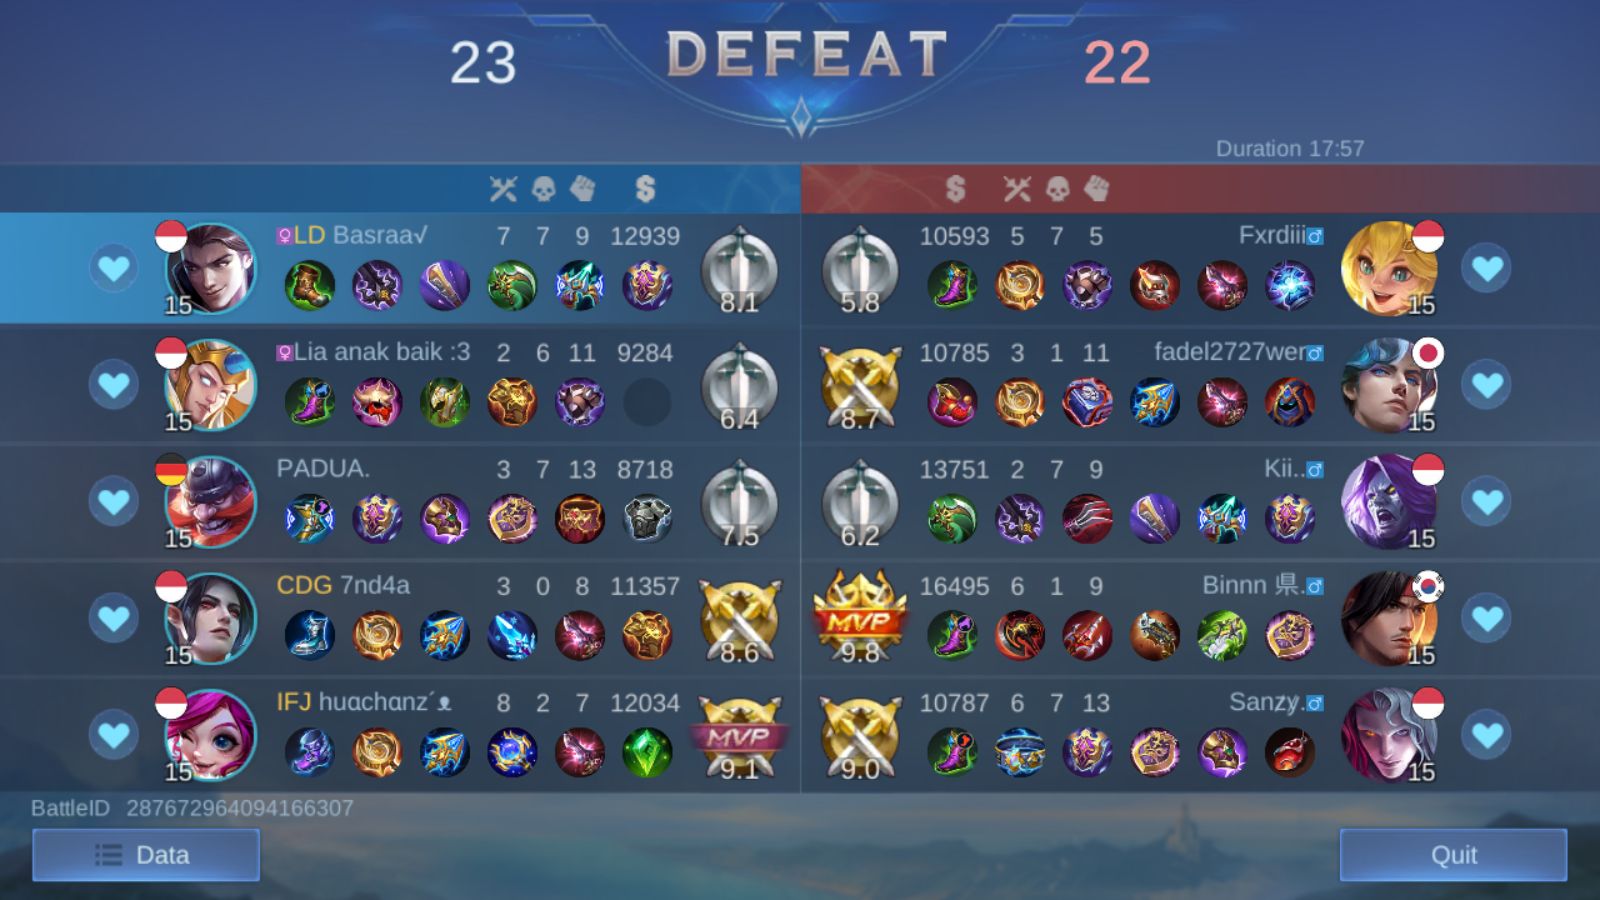 23 DEFEAT 22
Duration 17:57
LD Basraa√ 7 7 9 12939
15 8.1
5.8 10593 5 7 5 Fxrdiii
15
Lia anak baik :3 2 6 11 9284
15 6.4
8.7 10785 3 1 11 fadel2727wer
15
PADUA. 3 7 13 8718
15 7.5
6.2 13751 2 7 9 Kii..
15
CDG 7nd4a 3 0 8 11357
15 8.6
MVP 9.8 16495 6 1 9 Binnn 県.
15
IFJ huɑchɑnz´ᴥ 8 2 7 12034
15 MVP 9.1
9.0 10787 6 7 13 Sanzy.
15
BattleID 287672964094166307
Data
Quit